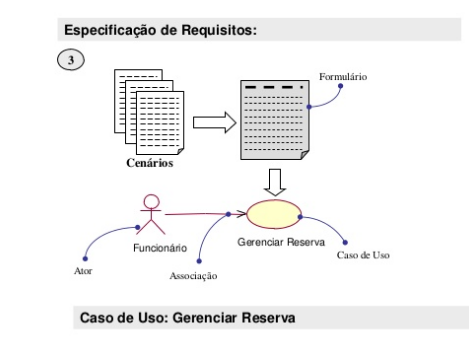 Especificação de Requisitos:
3
Formulário
Cenários
Funcionário
Gerenciar Reserva
Caso de Uso
Ator
Associação
Caso de Uso: Gerenciar Reserva